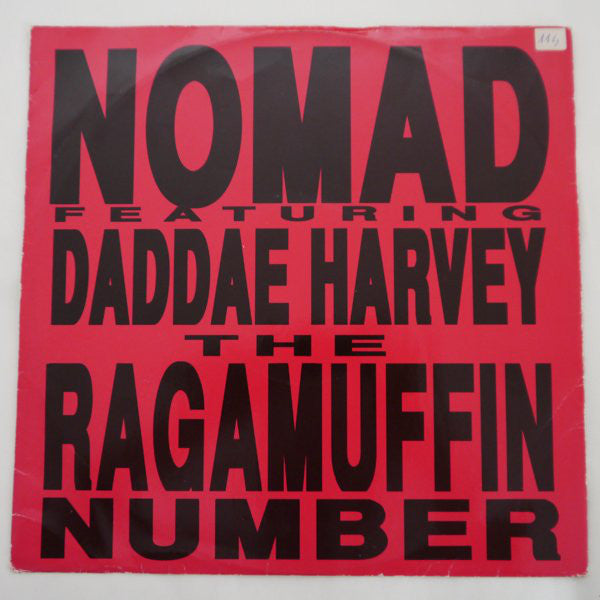 NOMAD
FEATURING
DADDAE HARVEY
THE
RAGAMUFFIN
NUMBER